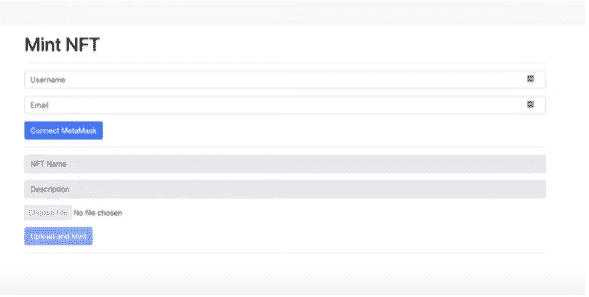 Mint NFT
Username
Email
Connect MetaMask
NFT Name
Description
Choose File No file chosen
Upload and Mint